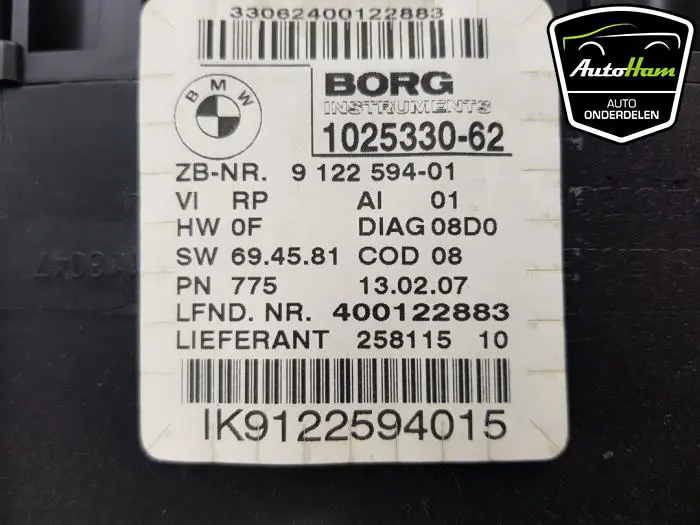 33062400122883
BMW
BORG
INSTRUMENTS
1025330-62
ZB-NR. 9 122 594-01
VI RP AI 01
HW 0F DIAG 08D0
SW 69.45.81 COD 08
PN 775 13.02.07
LFND. NR. 400122883
LIEFERANT 258115 10
IK9122594015
AutoHam
AUTO
ONDERDELEN